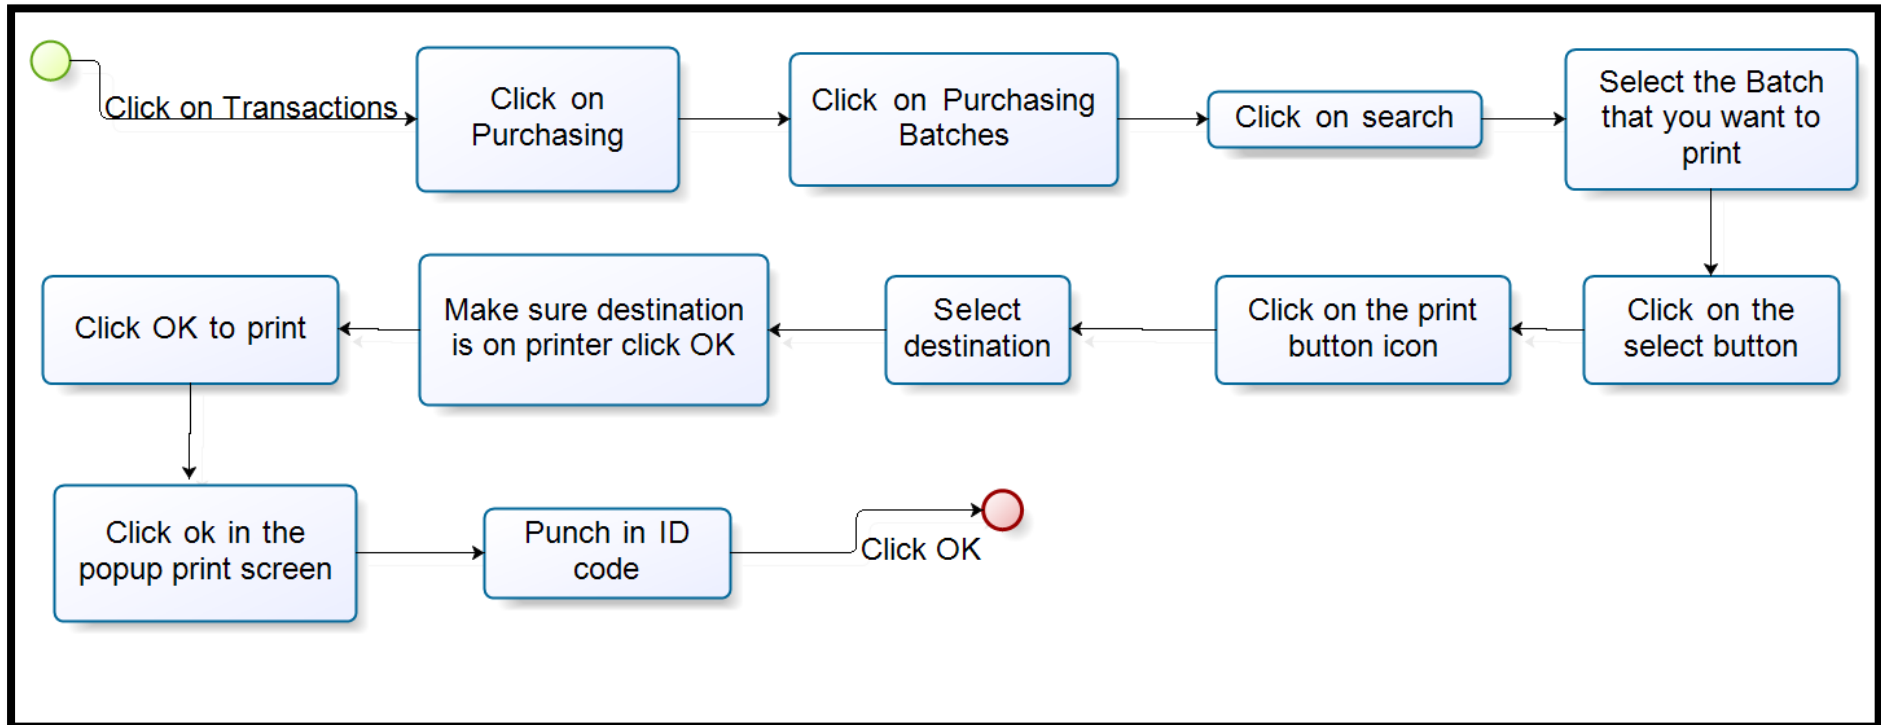 Click on Transactions
Click on
Purchasing
Click on Purchasing
Batches
Click on search
Select the Batch
that you want to
print
Click on the
select button
Click on the print
button icon
Select
destination
Make sure destination
is on printer click OK
Click OK to print
Click ok in the
popup print screen
Punch in ID
code
Click OK